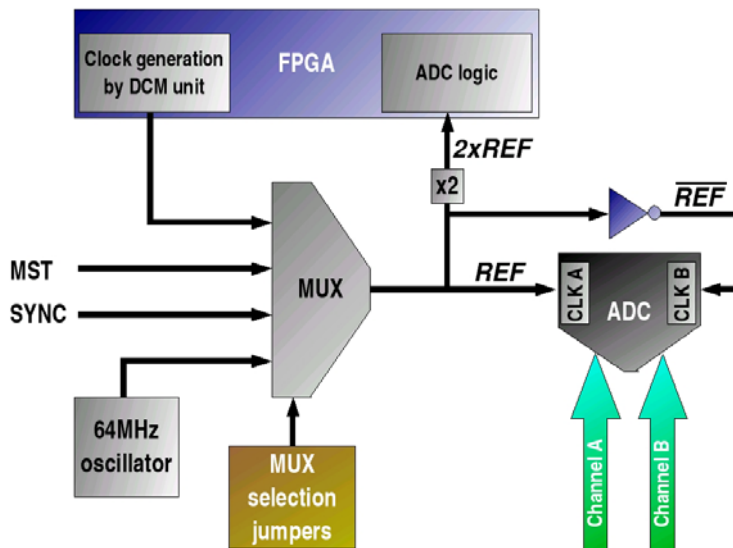 Clock generation
by DCM unit
FPGA
ADC logic
2xREF
x2
REF
MST
SYNC
MUX
REF
CLK A
ADC
CLK B
64MHz
oscillator
MUX
selection
jumpers
Channel A
Channel B